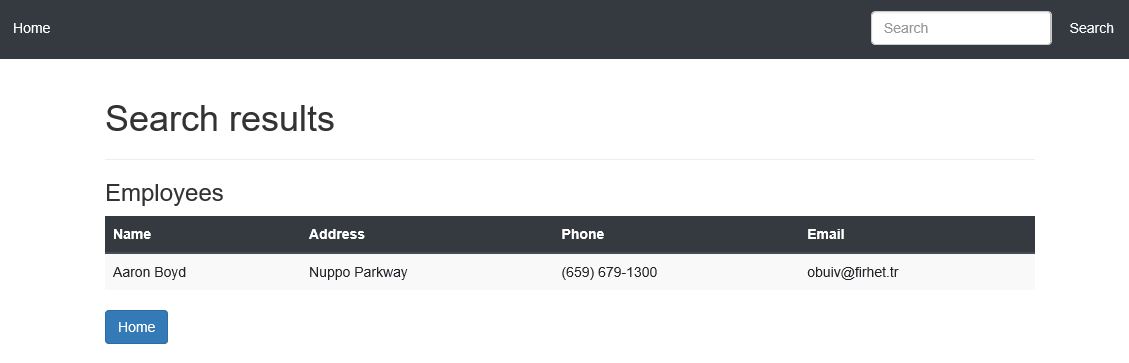 Home Search Search
Search results
Employees
Name Address Phone Email
Aaron Boyd Nuppo Parkway (659) 679-1300 obuiv@firhet.tr
Home